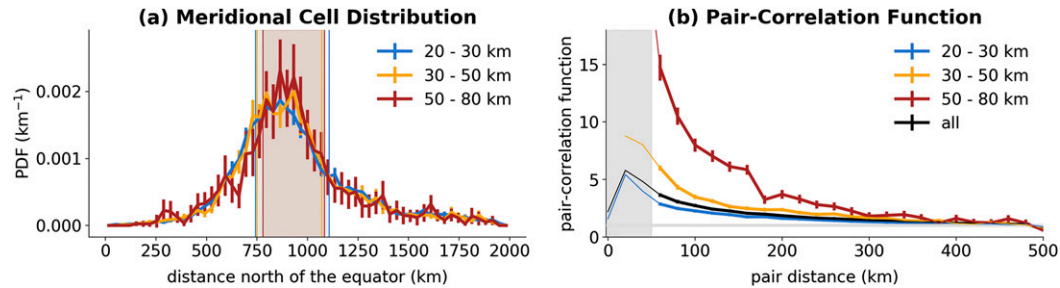 (a) Meridional Cell Distribution
PDF (km⁻¹)
0.002
0.001
0.000
20 - 30 km
30 - 50 km
50 - 80 km
0 250 500 750 1000 1250 1500 1750 2000
distance north of the equator (km)
(b) Pair-Correlation Function
pair-correlation function
15
10
5
1
20 - 30 km
30 - 50 km
50 - 80 km
all
0 100 200 300 400 500
pair distance (km)